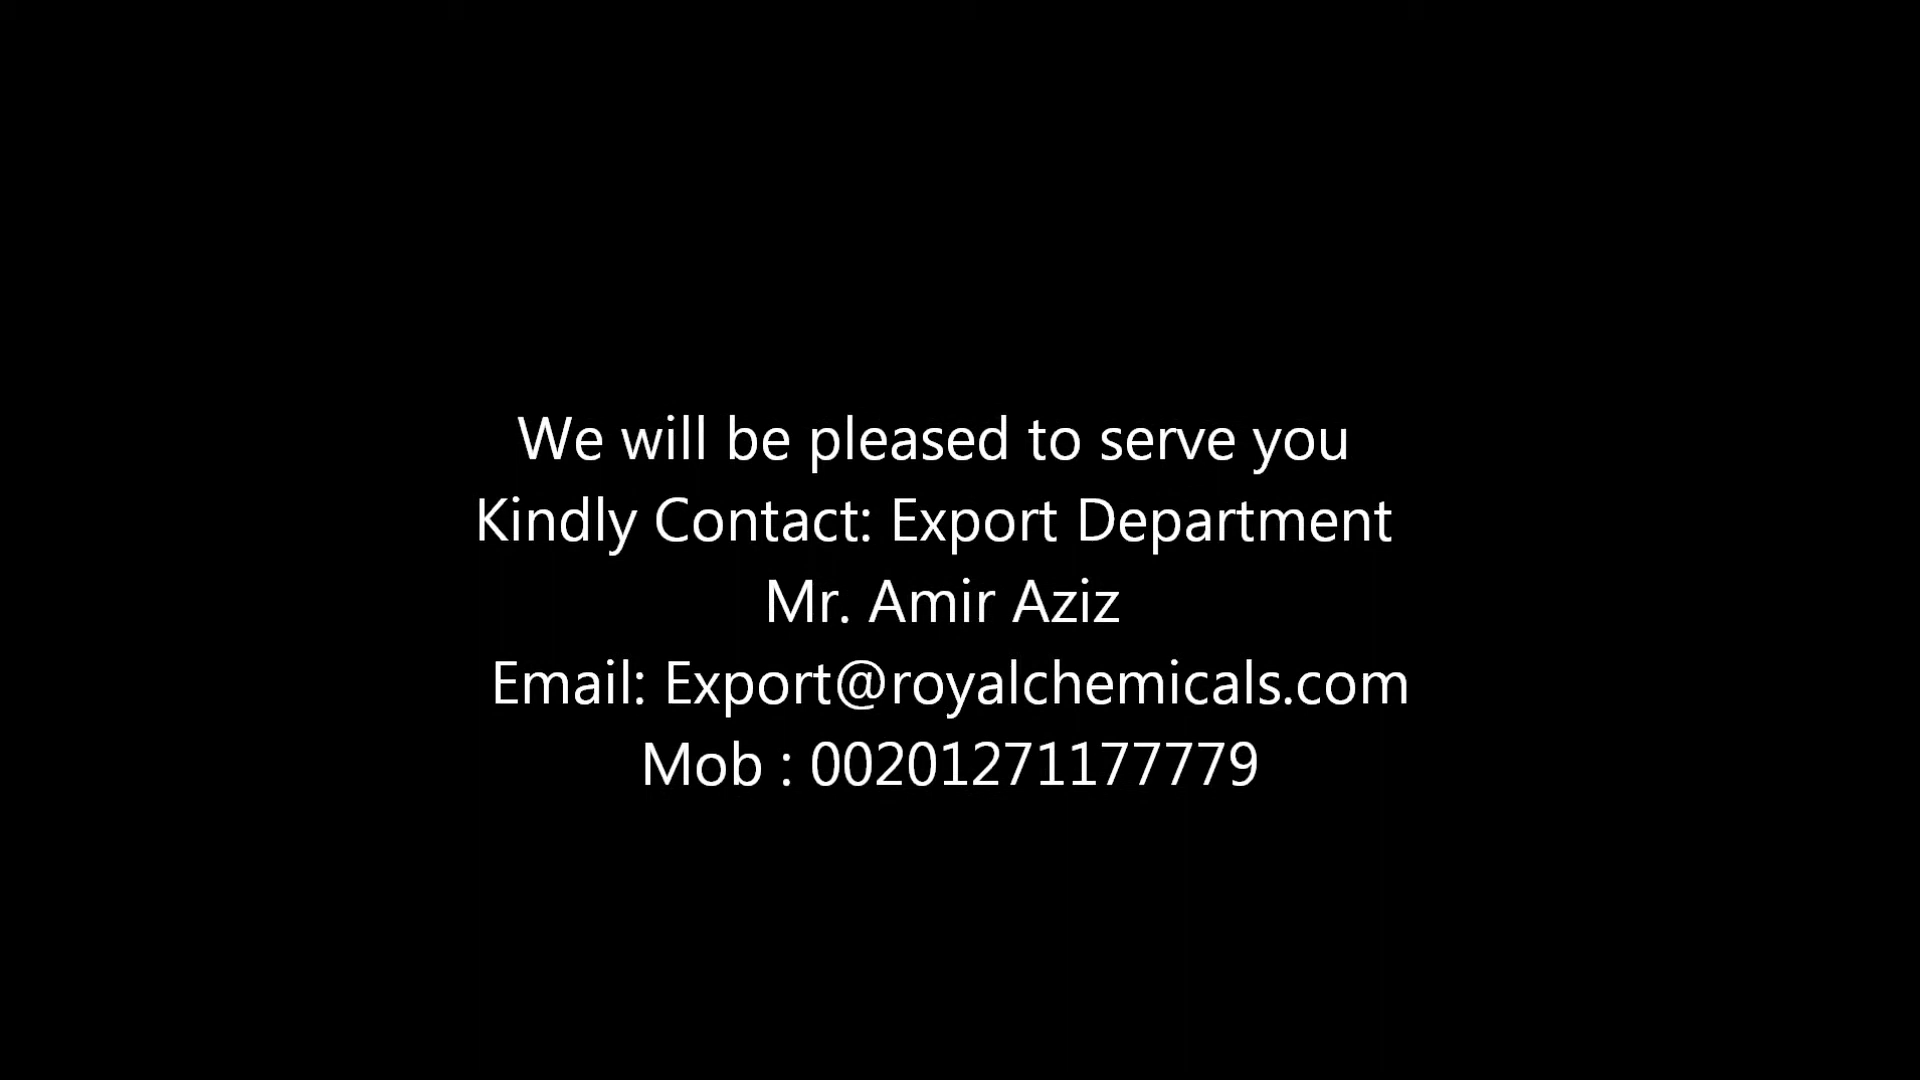 We will be pleased to serve you
Kindly Contact: Export Department
Mr. Amir Aziz
Email: Export@royalchemicals.com
Mob : 00201271177779